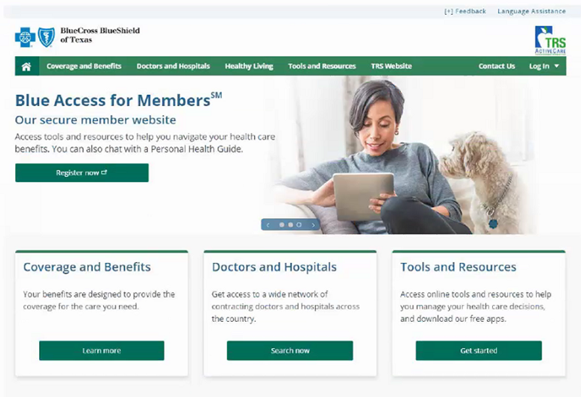 [+] Feedback Language Assistance
BlueCross BlueShield
of Texas
TRS
ACTIVECARE
Coverage and Benefits Doctors and Hospitals Healthy Living Tools and Resources TRS Website Contact Us Log In
Blue Access for Members℠
Our secure member website
Access tools and resources to help you navigate your health care
benefits. You can also chat with a Personal Health Guide.
Register now
Coverage and Benefits
Your benefits are designed to provide the
coverage for the care you need.
Learn more
Doctors and Hospitals
Get access to a wide network of
contracting doctors and hospitals across
the country.
Search now
Tools and Resources
Access online tools and resources to help
you manage your health care decisions,
and download our free apps.
Get started